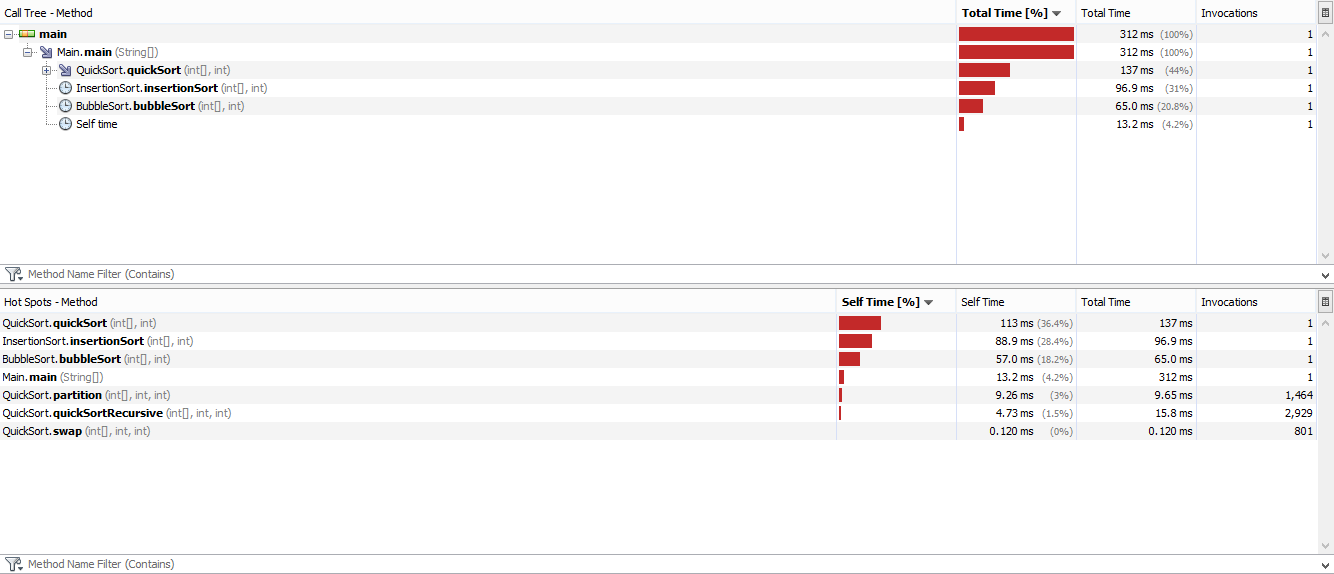 Call Tree - Method Total Time [%] Total Time Invocations
main 312 ms (100%) 1
Main.main (String[]) 312 ms (100%) 1
QuickSort.quickSort (int[], int) 137 ms (44%) 1
InsertionSort.insertionSort (int[], int) 96.9 ms (31%) 1
BubbleSort.bubbleSort (int[], int) 65.0 ms (20.8%) 1
Self time 13.2 ms (4.2%) 1
Method Name Filter (Contains)
Hot Spots - Method Self Time [%] Self Time Total Time Invocations
QuickSort.quickSort (int[], int) 113 ms (36.4%) 137 ms 1
InsertionSort.insertionSort (int[], int) 88.9 ms (28.4%) 96.9 ms 1
BubbleSort.bubbleSort (int[], int) 57.0 ms (18.2%) 65.0 ms 1
Main.main (String[]) 13.2 ms (4.2%) 312 ms 1
QuickSort.partition (int[], int, int) 9.26 ms (3%) 9.65 ms 1,464
QuickSort.quickSortRecursive (int[], int, int) 4.73 ms (1.5%) 15.8 ms 2,929
QuickSort.swap (int[], int, int) 0.120 ms (0%) 0.120 ms 801
Method Name Filter (Contains)